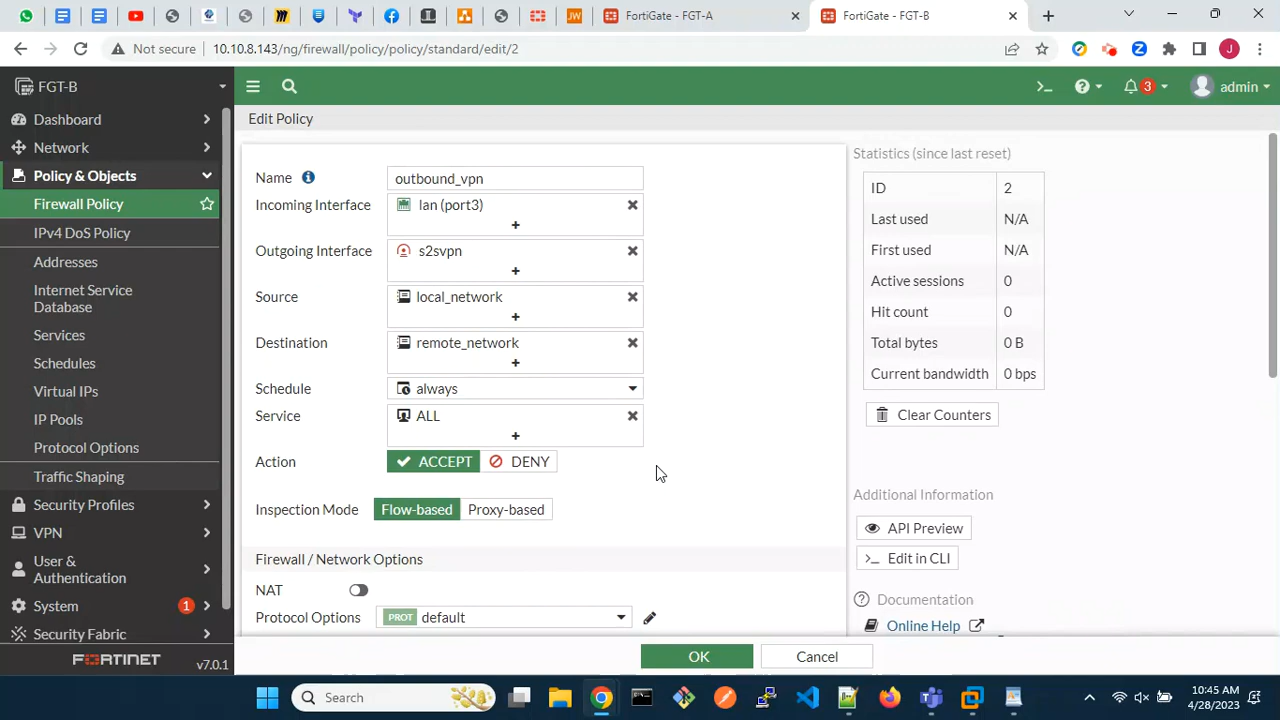 FortiGate - FGT-A
FortiGate - FGT-B
Not secure
10.10.8.143/ng/firewall/policy/policy/standard/edit/2
J
FGT-B
3
admin
Dashboard
Network
Policy & Objects
Firewall Policy
IPv4 DoS Policy
Addresses
Internet Service
Database
Services
Schedules
Virtual IPs
IP Pools
Protocol Options
Traffic Shaping
Security Profiles
VPN
User &
Authentication
System
1
Security Fabric
FORTINET
v7.0.1
Edit Policy
Name
outbound_vpn
Incoming Interface
lan (port3)
Outgoing Interface
s2svpn
Source
local_network
Destination
remote_network
Schedule
always
Service
ALL
Action
ACCEPT
DENY
Inspection Mode
Flow-based
Proxy-based
Firewall / Network Options
NAT
Protocol Options
PROT
default
OK
Cancel
Statistics (since last reset)
ID 2
Last used N/A
First used N/A
Active sessions 0
Hit count 0
Total bytes 0 B
Current bandwidth 0 bps
Clear Counters
Additional Information
API Preview
Edit in CLI
Documentation
Online Help
Search
10:45 AM
4/28/2023